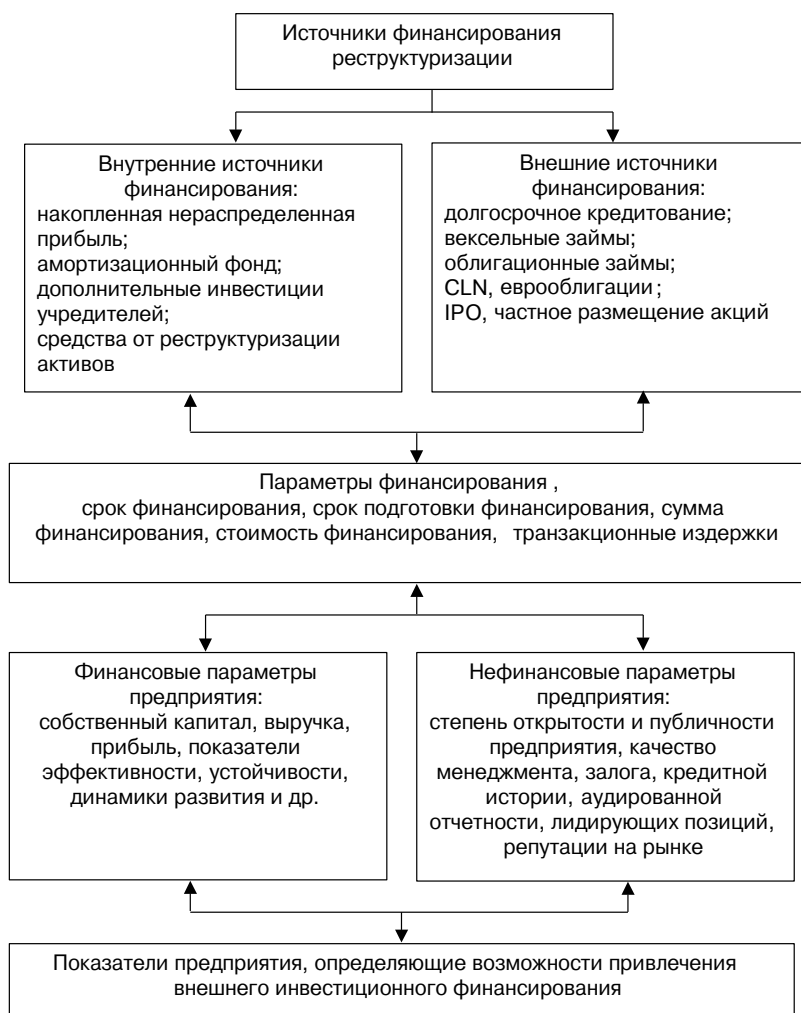 Источники финансирования
реструктуризации
Внутренние источники
финансирования:
накопленная нераспределенная
прибыль;
амортизационный фонд;
дополнительные инвестиции
учредителей;
средства от реструктуризации
активов
Внешние источники
финансирования:
долгосрочное кредитование;
вексельные займы;
облигационные займы;
CLN, еврооблигации ;
IPO, частное размещение акций
Параметры финансирования ,
срок финансирования, срок подготовки финансирования, сумма
финансирования, стоимость финансирования, транзакционные издержки
Финансовые параметры
предприятия:
собственный капитал, выручка,
прибыль, показатели
эффективности, устойчивости,
динамики развития и др.
Нефинансовые параметры
предприятия:
степень открытости и публичности
предприятия, качество
менеджмента, залога, кредитной
истории, аудированной
отчетности, лидирующих позиций,
репутации на рынке
Показатели предприятия, определяющие возможности привлечения
внешнего инвестиционного финансирования